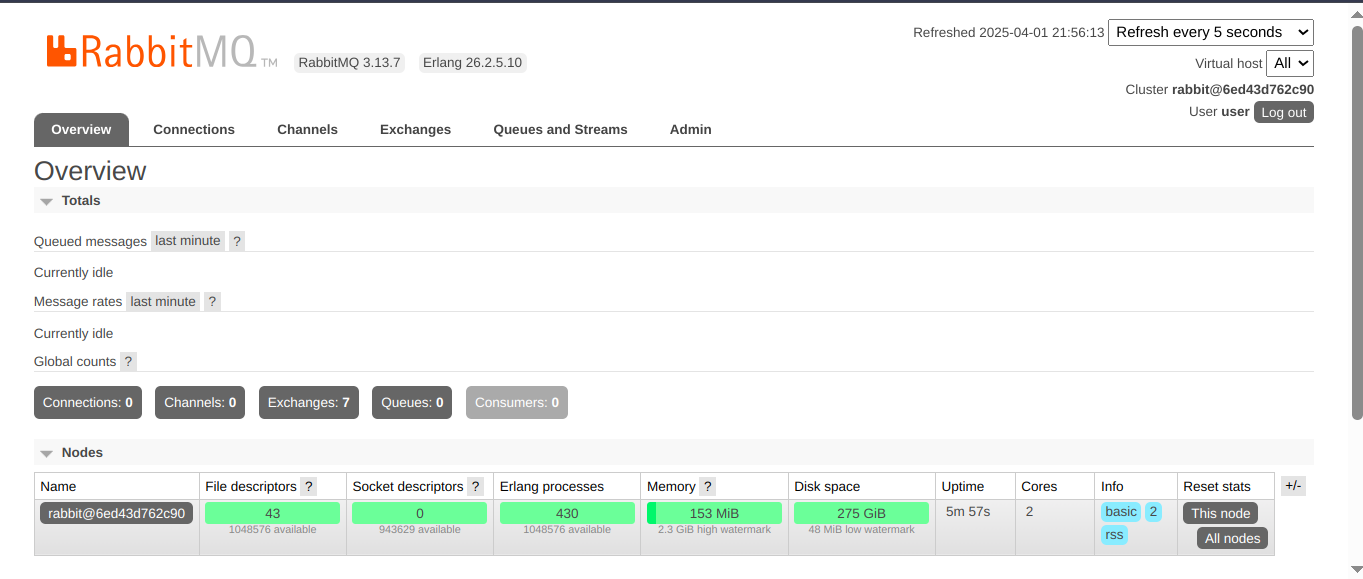 RabbitMQ TM RabbitMQ 3.13.7 Erlang 26.2.5.10
Refreshed 2025-04-01 21:56:13 Refresh every 5 seconds
Virtual host All
Cluster rabbit@6ed43d762c90
User user Log out
Overview Connections Channels Exchanges Queues and Streams Admin
Overview
Totals
Queued messages last minute ?
Currently idle
Message rates last minute ?
Currently idle
Global counts ?
Connections: 0 Channels: 0 Exchanges: 7 Queues: 0 Consumers: 0
Nodes
Name File descriptors ? Socket descriptors ? Erlang processes Memory ? Disk space Uptime Cores Info Reset stats +/-
rabbit@6ed43d762c90 43 0 430 153 MiB 275 GiB 5m 57s 2 basic 2 This node
1048576 available 943629 available 1048576 available 2.3 GiB high watermark 48 MiB low watermark
rss All nodes